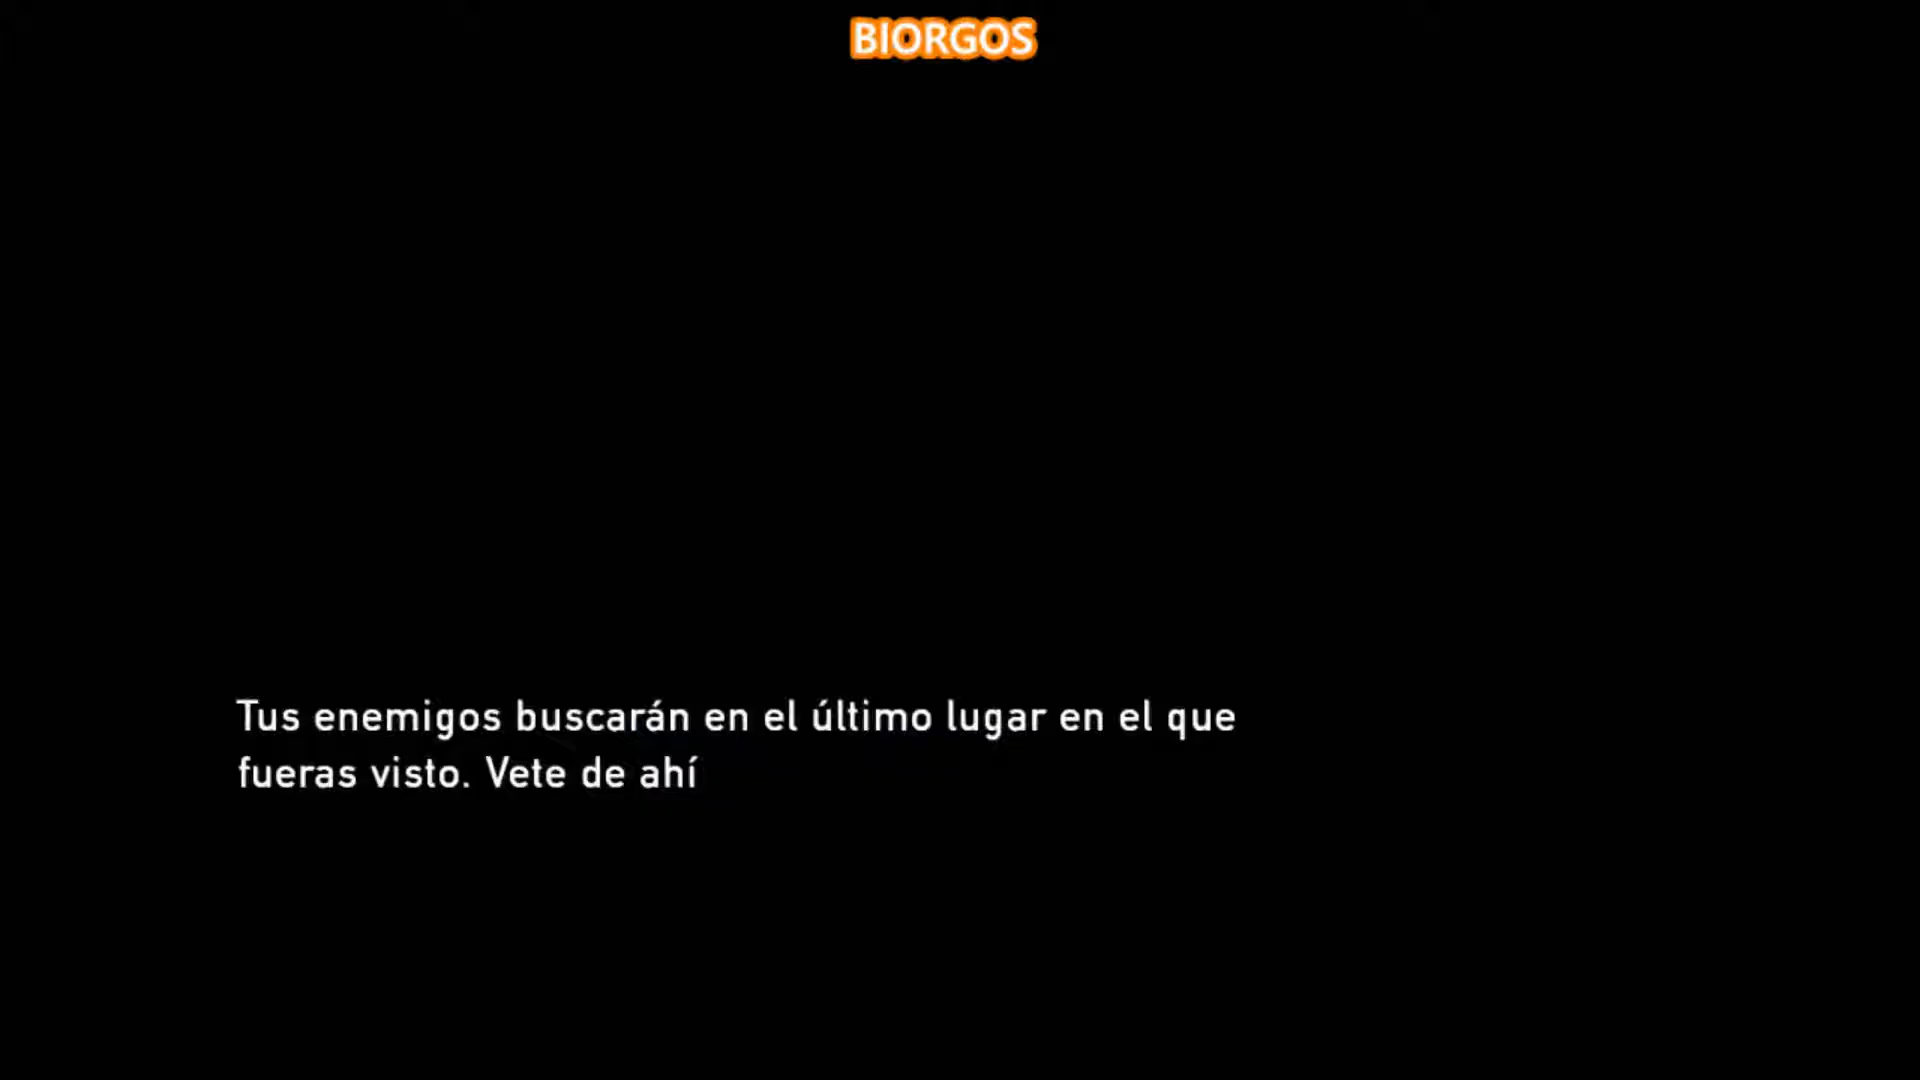 BIORGOS
Tus enemigos buscarán en el último lugar en el que
fueras visto. Vete de ahí